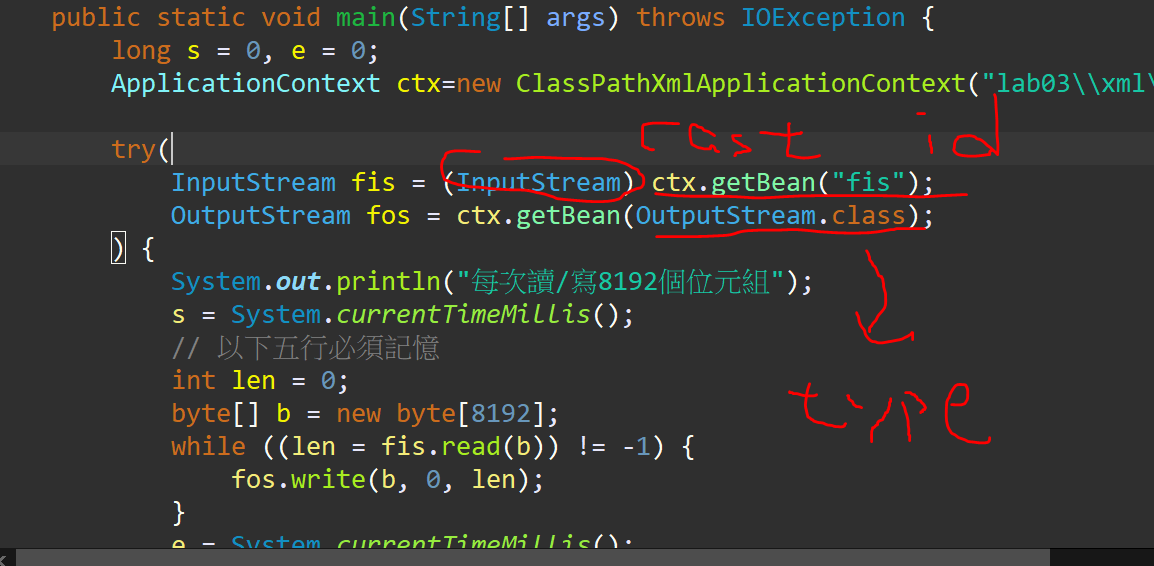 public static void main(String[] args) throws IOException {
long s = 0, e = 0;
ApplicationContext ctx=new ClassPathXmlApplicationContext("lab03\\xml\
cast id
try(
InputStream fis = (InputStream) ctx.getBean("fis");
OutputStream fos = ctx.getBean(OutputStream.class);
) {
System.out.println("每次讀/寫8192個位元組");
s = System.currentTimeMillis();
// 以下五行必須記憶
int len = 0;
type
byte[] b = new byte[8192];
while ((len = fis.read(b)) != -1) {
fos.write(b, 0, len);
}
e = System.currentTimeMillis();